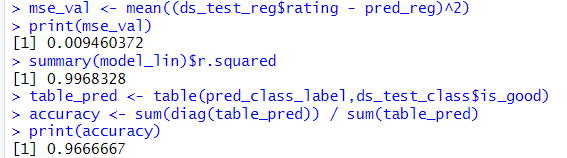 > mse_val <- mean((ds_test_reg$rating - pred_reg)^2)
> print(mse_val)
[1] 0.009460372
> summary(model_lin)$r.squared
[1] 0.9968328
> table_pred <- table(pred_class_label,ds_test_class$is_good)
> accuracy <- sum(diag(table_pred)) / sum(table_pred)
> print(accuracy)
[1] 0.9666667